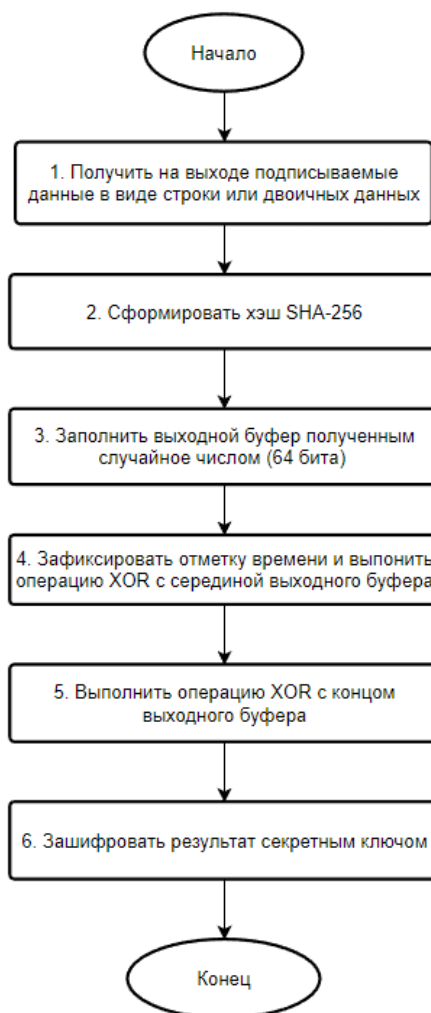 Начало
1. Получить на выходе подписываемые
данные в виде строки или двоичных данных
2. Сформировать хэш SHA-256
3. Заполнить выходной буфер полученным
случайное числом (64 бита)
4. Зафиксировать отметку времени и выпонить
операцию XOR с серединой выходного буфера
5. Выполнить операцию XOR с концом
выходного буфера
6. Зашифровать результат секретным ключом
Конец